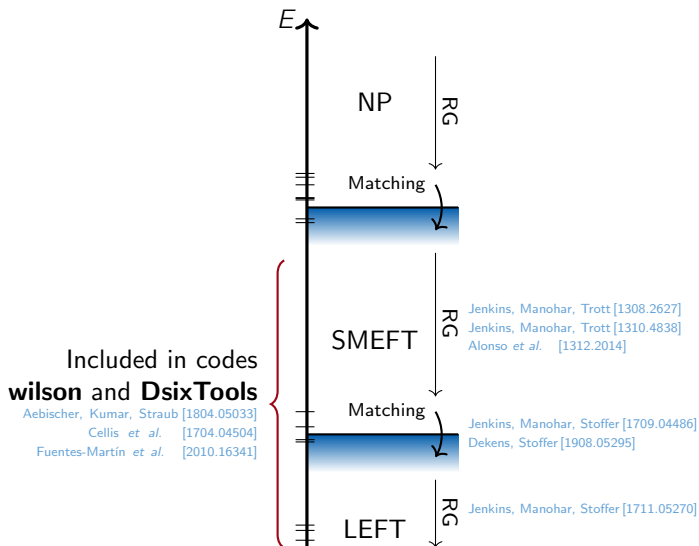 E
NP
RG
Matching
SMEFT
RG
Jenkins, Manohar, Trott [1308.2627]
Jenkins, Manohar, Trott [1310.4838]
Alonso et al. [1312.2014]
Included in codes
wilson and DsixTools
Aebischer, Kumar, Straub [1804.05033]
Cellis et al. [1704.04504]
Fuentes-Martín et al. [2010.16341]
Matching
Jenkins, Manohar, Stoffer [1709.04486]
Dekens, Stoffer [1908.05295]
LEFT
RG
Jenkins, Manohar, Stoffer [1711.05270]